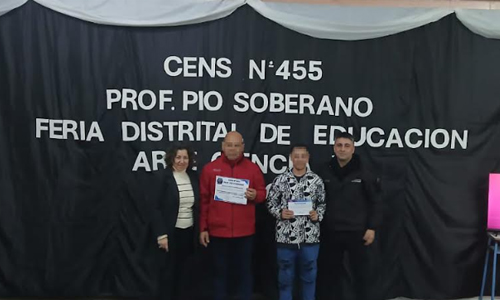 CENS N°455
PROF. PIO SOBERANO
FERIA DISTRITAL DE EDUCACION